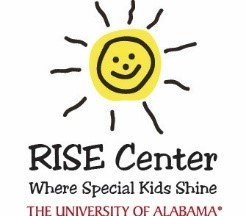 RISE Center
Where Special Kids Shine
THE UNIVERSITY OF ALABAMA®